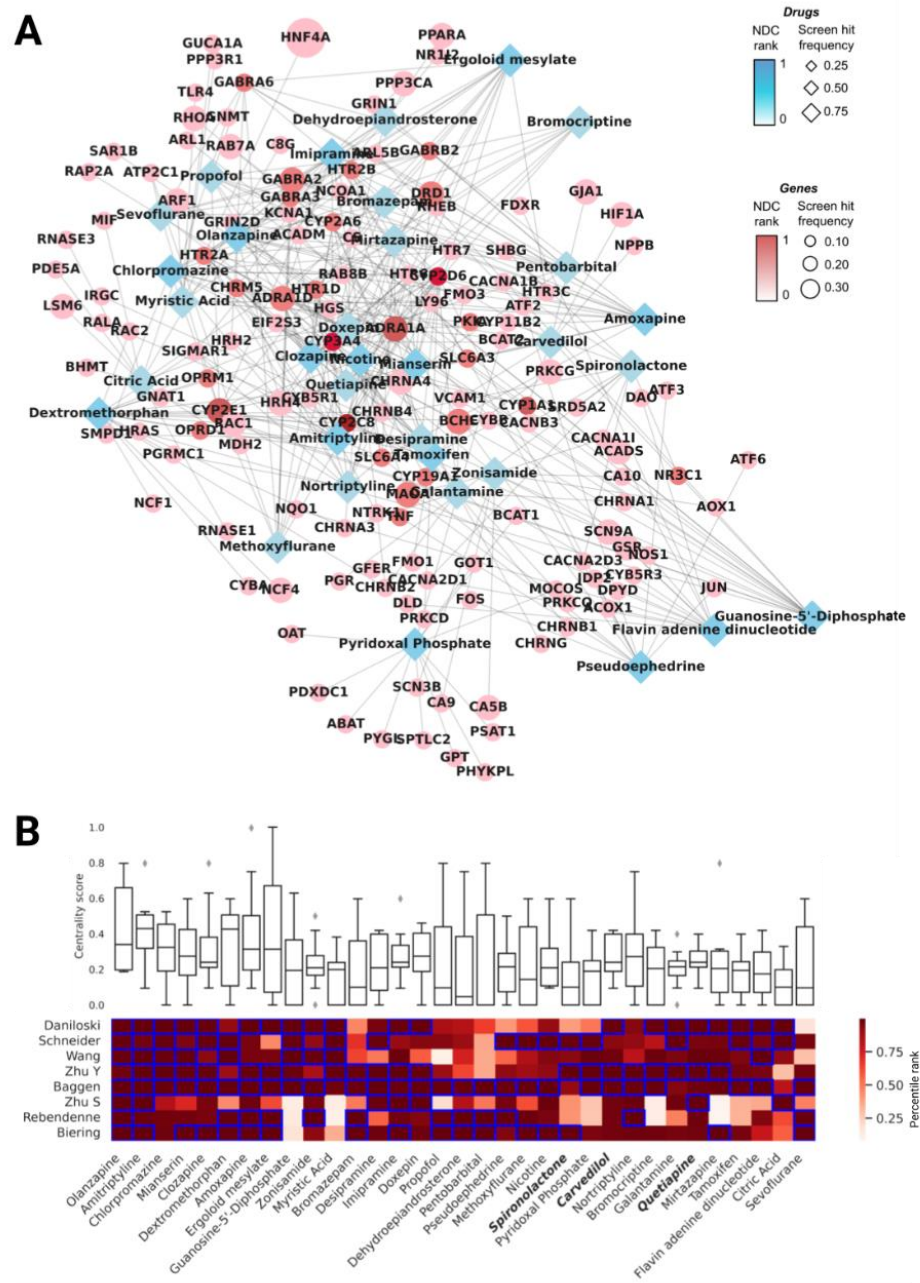 A
Drugs
NDC rank
Screen hit frequency
1
0
0.25
0.50
0.75
Genes
NDC rank
Screen hit frequency
1
0
0.10
0.20
0.30
HNF4A
PPARA
GUCA1A
NR1I2
PPP3R1
Ergoloid mesylate
GABRA6
PPP3CA
TLR4
GRIN1
RHOA
GNMT
Dehydroepiandrosterone
Bromocriptine
ARL1
RAB7A
C8G
SAR1B
Imipramine
ARL5B
GABRB2
RAP2A
ATP2C1
Propofol
HTR2B
GABRA2
NCOA1
DRD1
GJA1
ARF1
GABRA3
Bromazepam
RHEB
FDXR
Sevoflurane
KCNA1
HIF1A
MIF
GRIN2D
CYP2A6
RNASE3
Olanzapine
ACADM
Mirtazapine
NPPB
HTR2A
HTR7
SHBG
PDE5A
Chlorpromazine
RAB8B
CYP2D6
Pentobarbital
CHRM5
HTR1D
CACNA1B
IRGC
Myristic Acid
ADRA1D
LY96
FMO3
HTR3C
LSM6
HGS
ATF2
RALA
EIF2S3
Doxepin
ADRA1A
CYP11B2
Amoxapine
RAC2
HRH2
CYP3A4
BCAT2
Carvedilol
SIGMAR1
Clozapine
Nicotine
Mianserin
SLC6A3
BHMT
PRKCG
Spironolactone
Citric Acid
OPRM1
Quetiapine
CHRNA4
GNAT1
CYB5R1
VCAM1
DAO
ATF3
Dextromethorphan
CYP2E1
HRH4
CHRNB4
CYP1A1
SRD5A2
SMPD1
HRAS
OPRD1
RAC1
CYP2C8
BCHE
CACNB3
MDH2
Amitriptyline
Desipramine
CACNA1I
PGRMC1
SLC6A4
Tamoxifen
ACADS
ATF6
CYP19A1
Zonisamide
CA10
NR3C1
Nortriptyline
MAOA
Galantamine
NCF1
NQO1
NTRK1
TNF
BCAT1
CHRNA1
AOX1
RNASE1
CHRNA3
SCN9A
Methoxyflurane
GSR
NOS1
GFER
FMO1
GOT1
CACNA2D3
CYBA
NCF4
PGR
CHRNB2
CACNA2D1
JDP2
CYB5R3
MOCOS
DPYD
JUN
DLD
FOS
PRKCQ
ACOX1
PRKCD
Guanosine-5'-Diphosphate
OAT
Pyridoxal Phosphate
CHRNB1
Flavin adenine dinucleotide
CHRNG
Pseudoephedrine
PDXDC1
SCN3B
CA9
CA5B
ABAT
PYGL
SPTLC2
PSAT1
GPT
PHYKPL
B
Centrality score
1.0
0.8
0.6
0.4
0.2
0.0
Daniloski
Schneider
Wang
Zhu Y
Baggen
Zhu S
Rebendenne
Biering
Percentile rank
0.75
0.50
0.25
Olanzapine
Amitriptyline
Chlorpromazine
Mianserin
Clozapine
Dextromethorphan
Amoxapine
Ergoloid mesylate
Guanosine-5'-Diphosphate
Zonisamide
Myristic Acid
Bromazepam
Desipramine
Imipramine
Doxepin
Propofol
Dehydroepiandrosterone
Pentobarbital
Pseudoephedrine
Methoxyflurane
Nicotine
Spironolactone
Pyridoxal Phosphate
Carvedilol
Nortriptyline
Bromocriptine
Galantamine
Quetiapine
Mirtazapine
Tamoxifen
Flavin adenine dinucleotide
Citric Acid
Sevoflurane